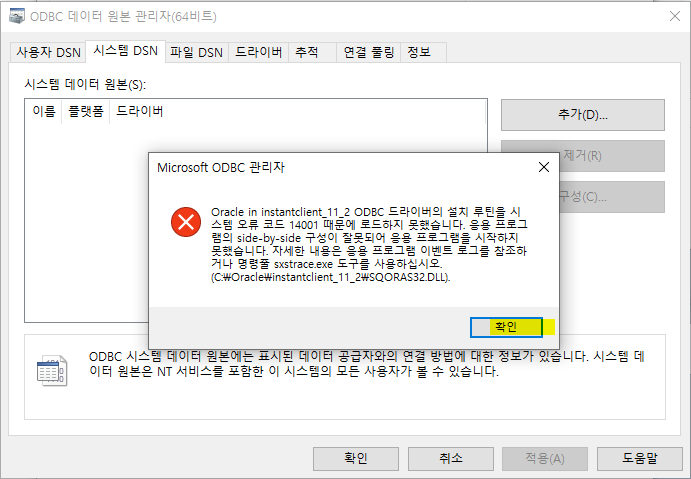 ODBC 데이터 원본 관리자(64비트)
사용자 DSN 시스템 DSN 파일 DSN 드라이버 추적 연결 풀링 정보
시스템 데이터 원본(S):
이름 플랫폼 드라이버
추가(D)...
제거(R)
구성(C)...
Microsoft ODBC 관리자
Oracle in instantclient_11_2 ODBC 드라이버의 설치 루틴을 시
스템 오류 코드 14001 때문에 로드하지 못했습니다. 응용 프로그
램의 side-by-side 구성이 잘못되어 응용 프로그램을 시작하지
못했습니다. 자세한 내용은 응용 프로그램 이벤트 로그를 참조하
거나 명령줄 sxstrace.exe 도구를 사용하십시오.
(C:₩Oracle₩instantclient_11_2₩SQORAS32.DLL).
확인
ODBC 시스템 데이터 원본에는 표시된 데이터 공급자와의 연결 방법에 대한 정보가 있습니다. 시스템 데
이터 원본은 NT 서비스를 포함한 이 시스템의 모든 사용자가 볼 수 있습니다.
확인 취소 적용(A) 도움말